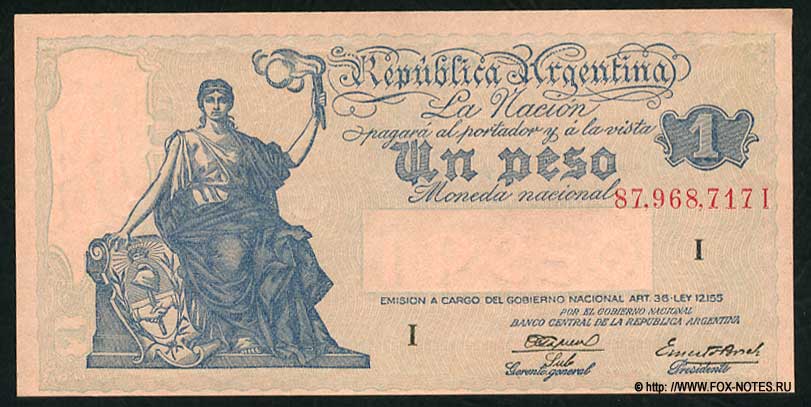 República Argentina
La Nación
pagará al portador y á la vista
1
Un peso
Moneda nacional
87,968,717 I
I
EMISION A CARGO DEL GOBIERNO NACIONAL ART. 36-LEY 12.155
POR EL GOBIERNO NACIONAL
BANCO CENTRAL DE LA REPUBLICA ARGENTINA
I
Sub
Gerente general
Presidente
© http://WWW.FOX-NOTES.RU